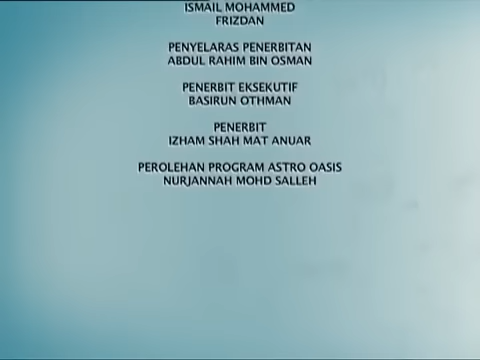 ISMAIL MOHAMMED
FRIZDAN
PENYELARAS PENERBITAN
ABDUL RAHIM BIN OSMAN
PENERBIT EKSEKUTIF
BASIRUN OTHMAN
PENERBIT
IZHAM SHAH MAT ANUAR
PEROLEHAN PROGRAM ASTRO OASIS
NURJANNAH MOHD SALLEH